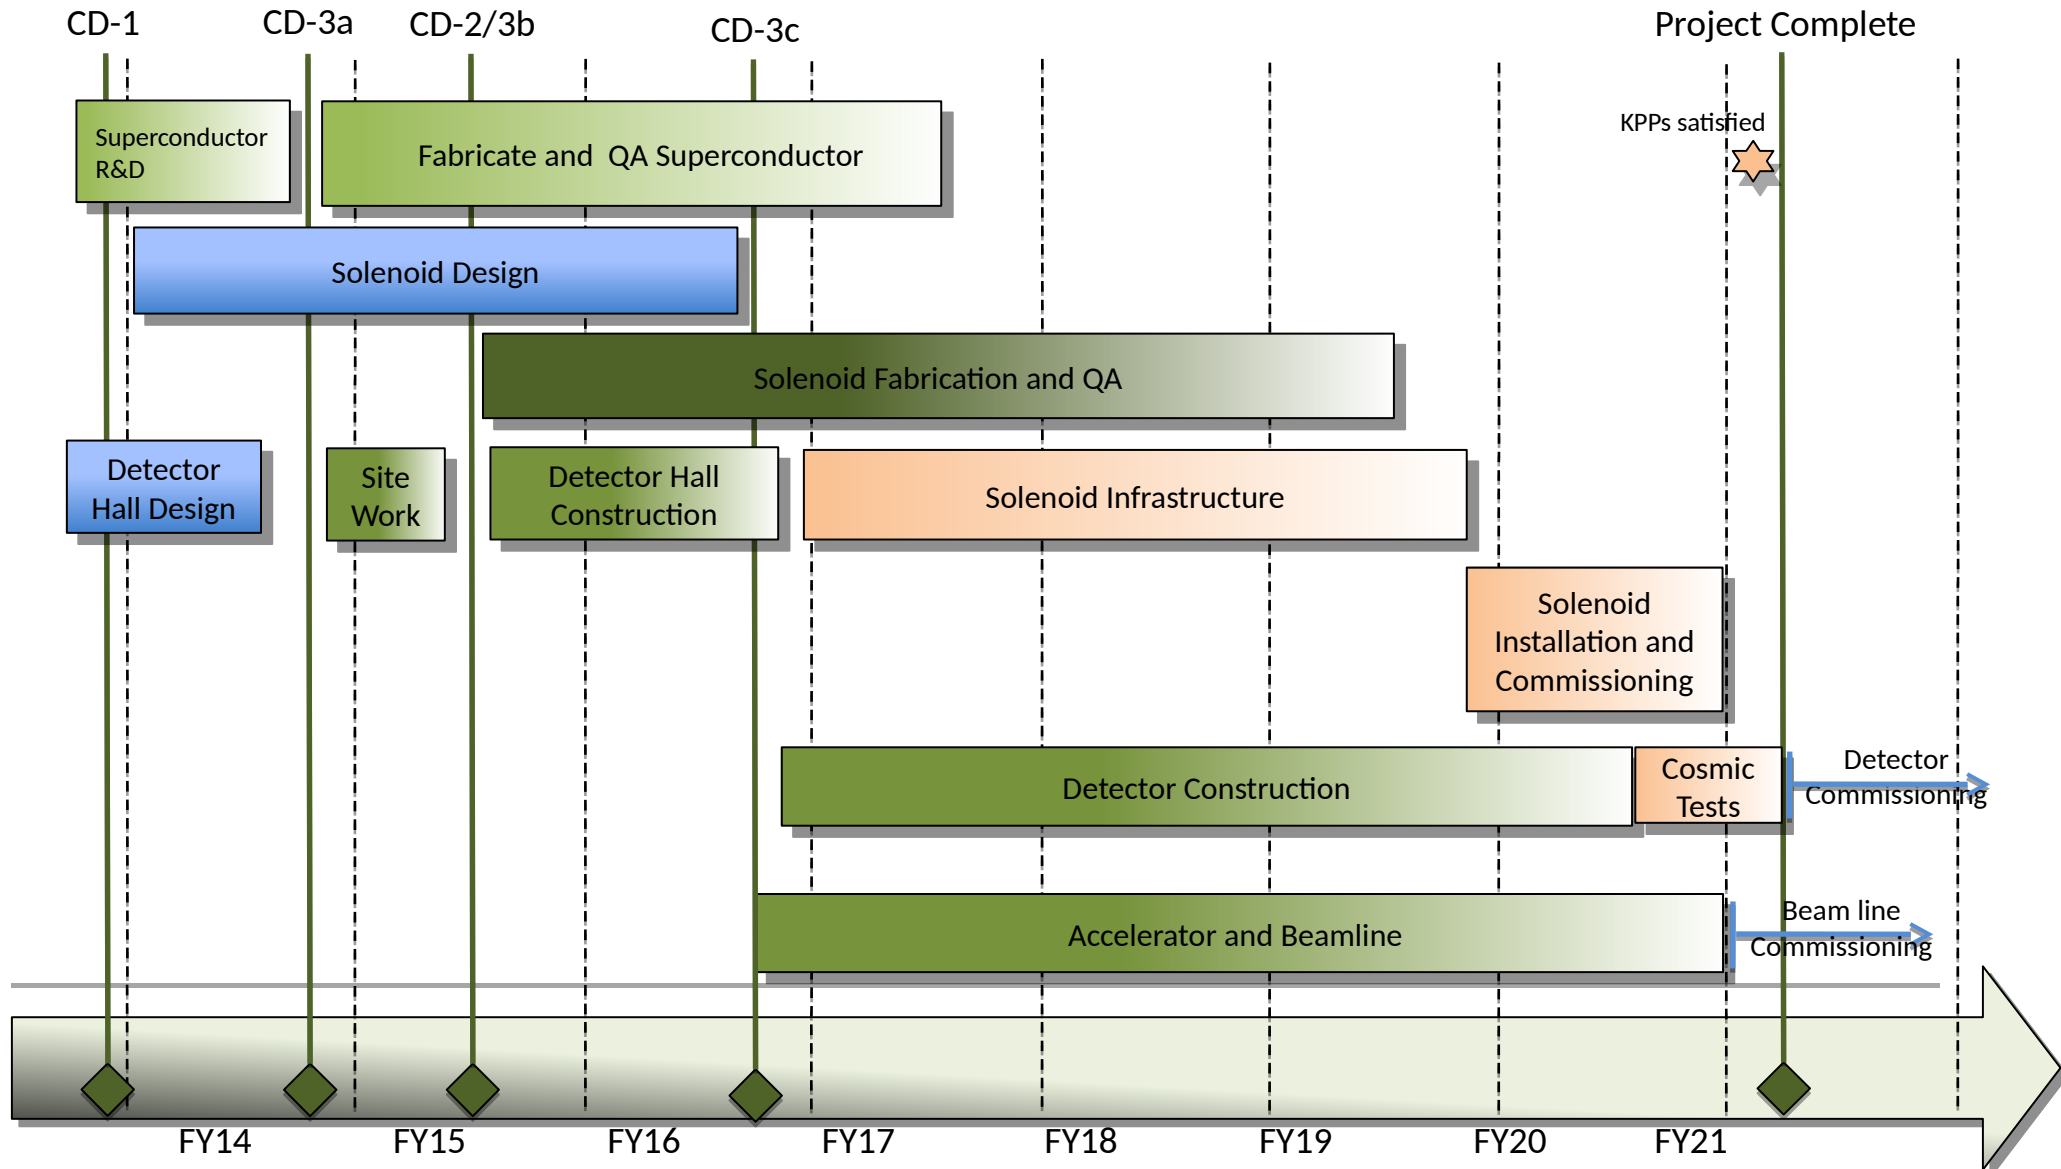 CD-1
CD-3a
CD-2/3b
CD-3c
Project Complete
KPPs satisfied
Superconductor
R&D
Fabricate and  QA Superconductor
Solenoid Design
Solenoid Fabrication and QA
Detector
Hall Design
Site
Work
Detector Hall
Construction
Solenoid Infrastructure
Solenoid
Installation and
Commissioning
Detector Construction
Cosmic
Tests
Detector
Commissioning
Accelerator and Beamline
Beam line
Commissioning
FY14
FY15
FY16
FY17
FY18
FY19
FY20
FY21